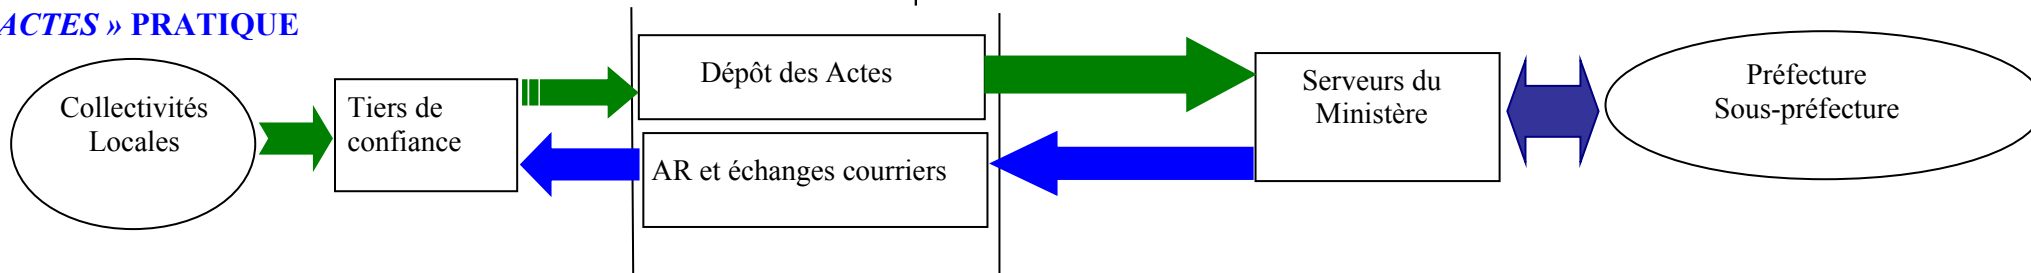 ACTES » PRATIQUE
Collectivités
Locales
Tiers de
confiance
Dépôt des Actes
AR et échanges courriers
Serveurs du
Ministère
Préfecture
Sous-préfecture